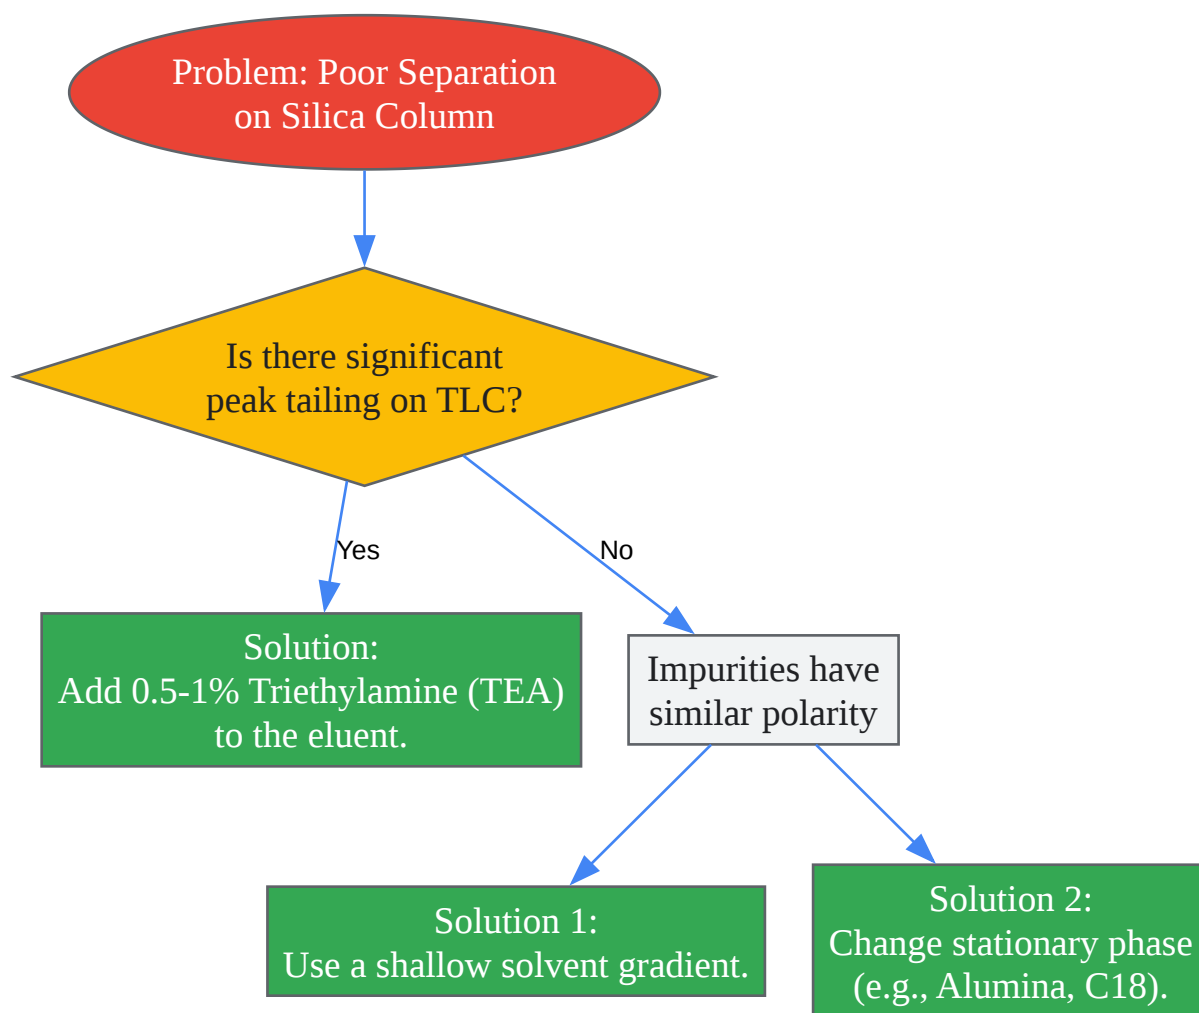 Problem: Poor Separation
on Silica Column
Is there significant
peak tailing on TLC?
Yes
No
Solution:
Add 0.5-1% Triethylamine (TEA)
to the eluent.
Impurities have
similar polarity
Solution 1:
Use a shallow solvent gradient.
Solution 2:
Change stationary phase
(e.g., Alumina, C18).